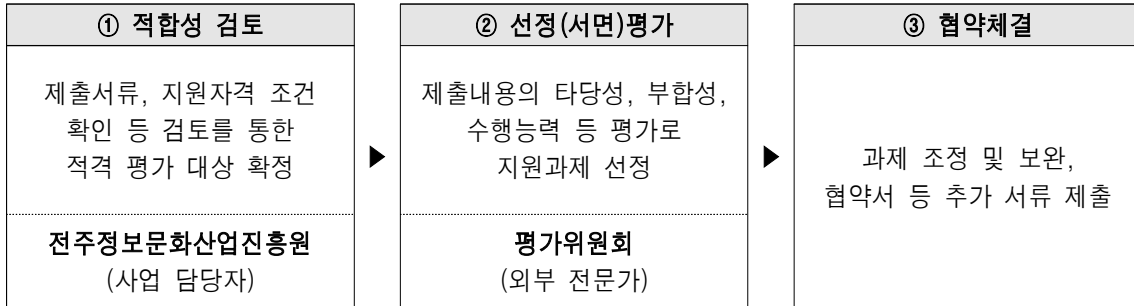 ① 적합성 검토
제출서류, 지원자격 조건
확인 등 검토를 통한
적격 평가 대상 확정
전주정보문화산업진흥원
(사업 담당자)
② 선정(서면)평가
제출내용의 타당성, 부합성,
수행능력 등 평가로
지원과제 선정
평가위원회
(외부 전문가)
③ 협약체결
과제 조정 및 보완,
협약서 등 추가 서류 제출